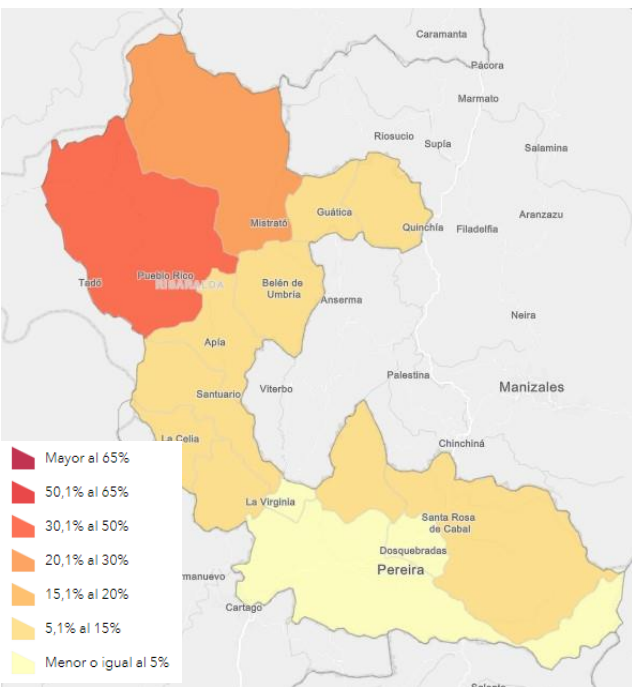 Caramanta
Pácora
Marmato
Riosucio
Supía
Salamina
Aranzazu
Guática
Mistrató
Quinchía
Filadelfia
Pueblo Rico
Tadó
RISARALDA
Belén de
Umbría
Anserma
Neira
Apía
Palestina
Manizales
Viterbo
Santuario
La Celia
Chinchiná
Mayor al 65%
50,1% al 65%
30,1% al 50%
20,1% al 30%
15,1% al 20%
5,1% al 15%
Menor o igual al 5%
La Virginia
Santa Rosa
de Cabal
Dosquebradas
Pereira
rmanuevo
Cartago